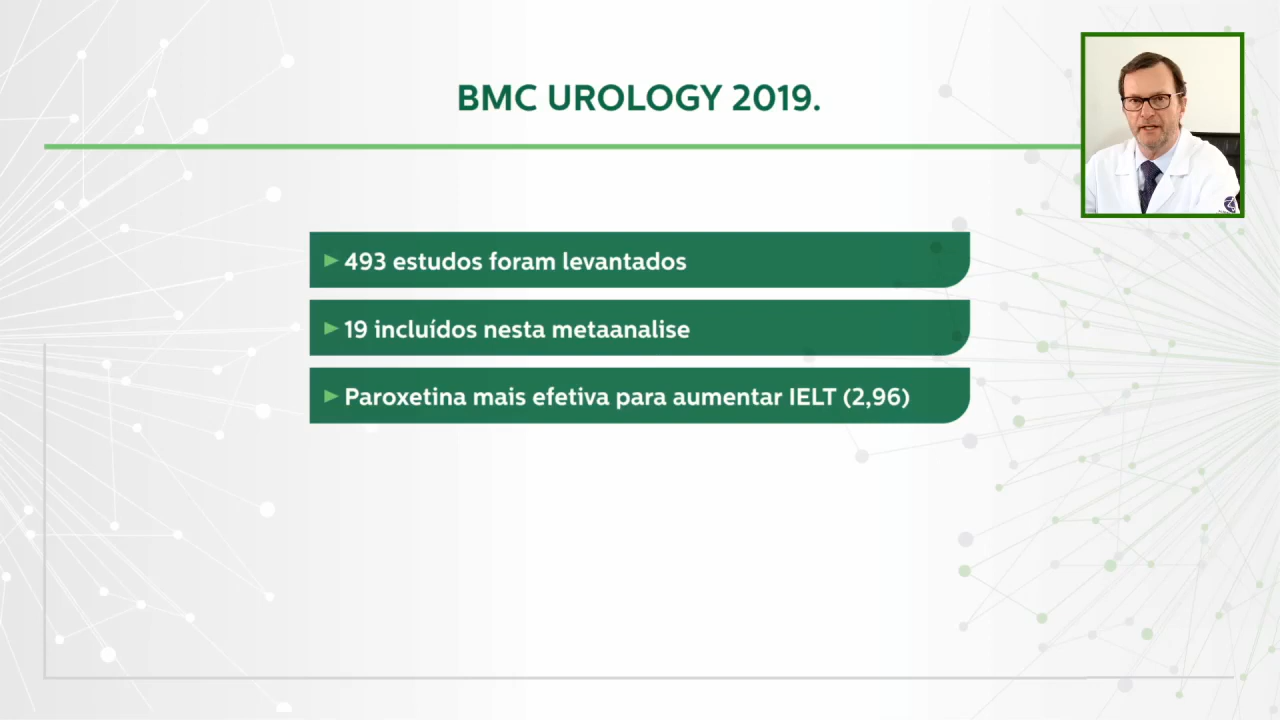 BMC UROLOGY 2019.
493 estudos foram levantados
19 incluídos nesta metaanalise
Paroxetina mais efetiva para aumentar IELT (2,96)